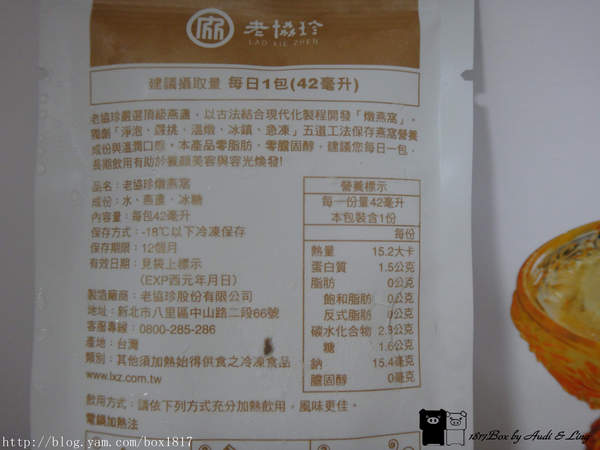 老協珍
LAO XIE ZHEN
建議攝取量 每日1包(42毫升)
老協珍嚴選頂級燕盞,以古法結合現代化製程開發「燉燕窩」,
獨創「淨泡、霧挑、溫燉、冰鎮、急凍」五道工法保存燕窩營養
成份與溫潤口感。本產品零脂肪、零膽固醇,建議您每日一包,
長期飲用有助於養顏美容與容光煥發!
品名:老協珍燉燕窩
成份:水、燕盞、冰糖
內容量:每包42毫升
保存方式:-18℃以下冷凍保存
保存期限:12個月
有效日期:見袋上標示
(EXP西元年月日)
製造廠商:老協珍股份有限公司
地址:新北市八里區中山路二段66號
客服專線:0800-285-286
產地:台灣
類別:其他須加熱始得供食之冷凍食品
www.lxz.com.tw
營養標示
每一份量42毫升
本包裝含1份
每份
熱量 15.2大卡
蛋白質 1.5公克
脂肪 0公克
飽和脂肪 0公克
反式脂肪 0公克
碳水化合物 2.3公克
糖 1.6公克
鈉 15.4毫克
膽固醇 0毫克
飲用方式:請依下列方式充分加熱飲用,風味更佳。
電鍋加熱法
http://blog.yam.com/box1817
1817Box by Audi & Ling